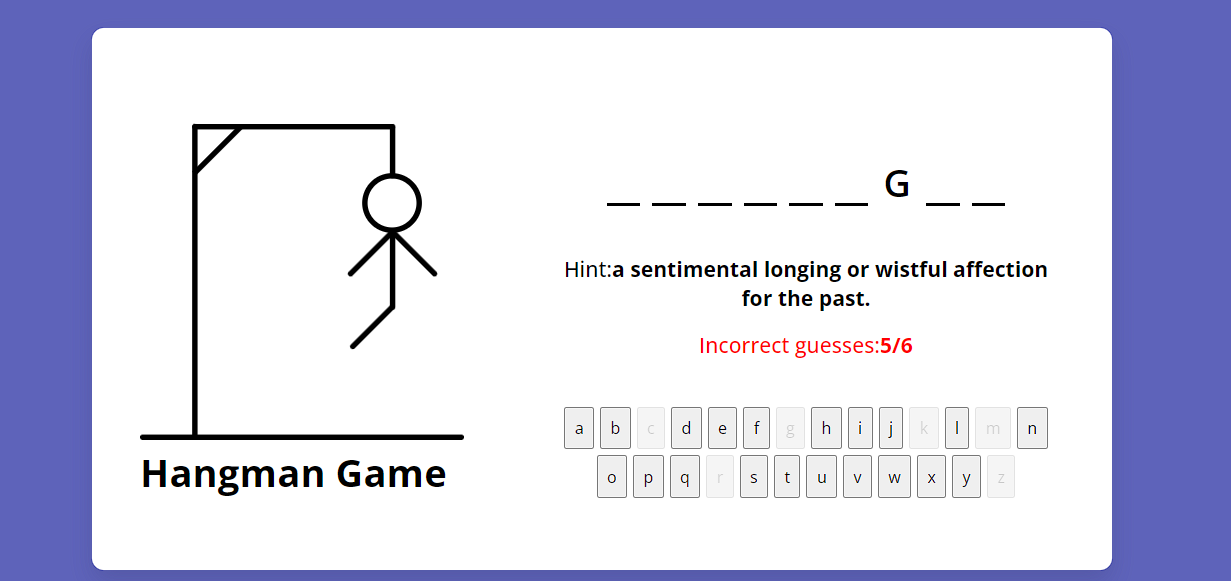 _ _ _ _ _ _ G _ _
Hint:a sentimental longing or wistful affection
for the past.
Incorrect guesses:5/6
a b c d e f g h i j k l m n
o p q r s t u v w x y z
Hangman Game